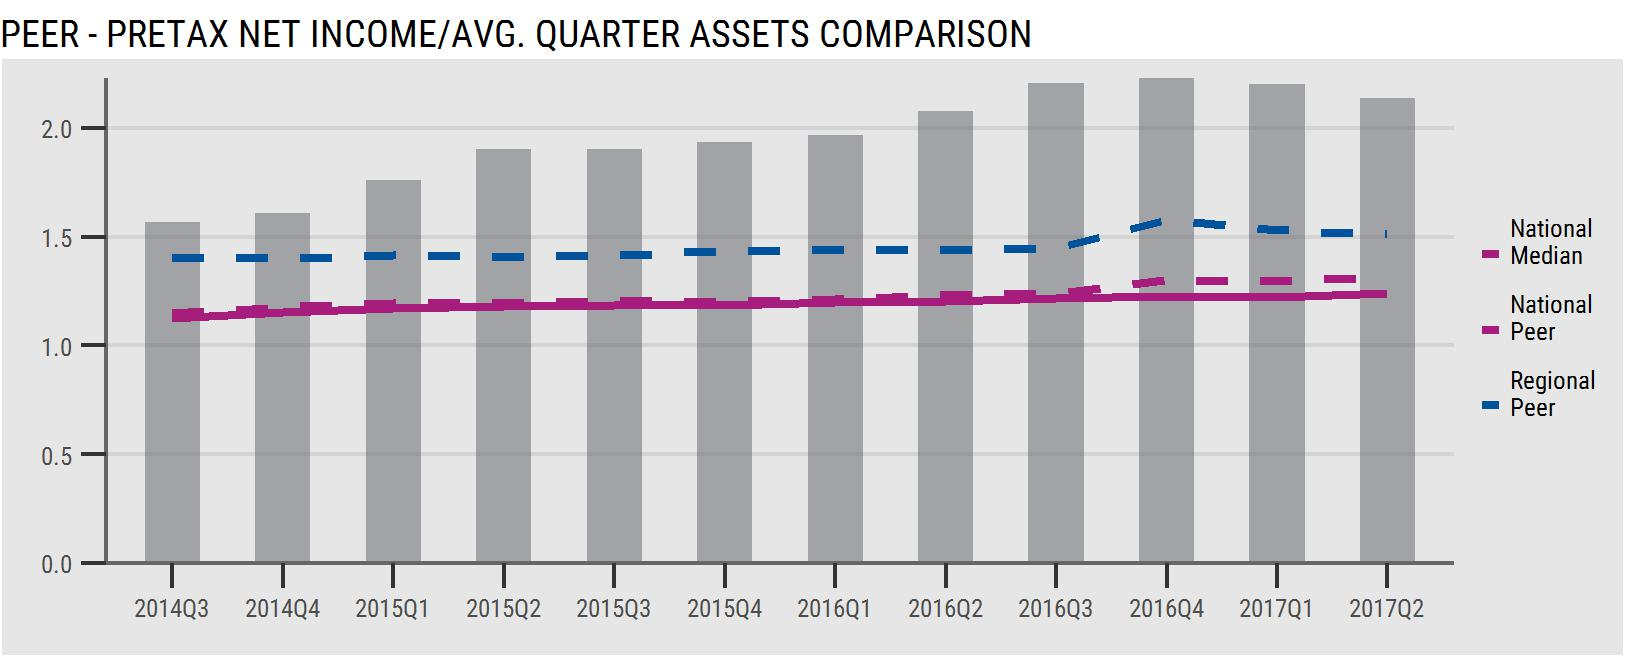 PEER - PRETAX NET INCOME/AVG. QUARTER ASSETS COMPARISON
2.0
1.5
1.0
0.5
0.0
2014Q3 2014Q4 2015Q1 2015Q2 2015Q3 2015Q4 2016Q1 2016Q2 2016Q3 2016Q4 2017Q1 2017Q2
National
Median
National
Peer
Regional
Peer